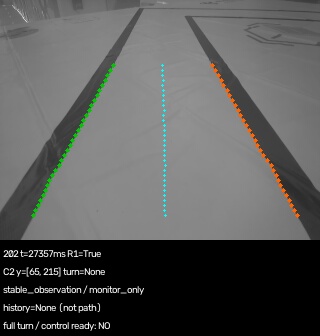 202 t=27357ms R1=True
C2 y=[65, 215] turn=None
stable_observation / monitor_only
history=None (not path)
full turn / control ready: NO